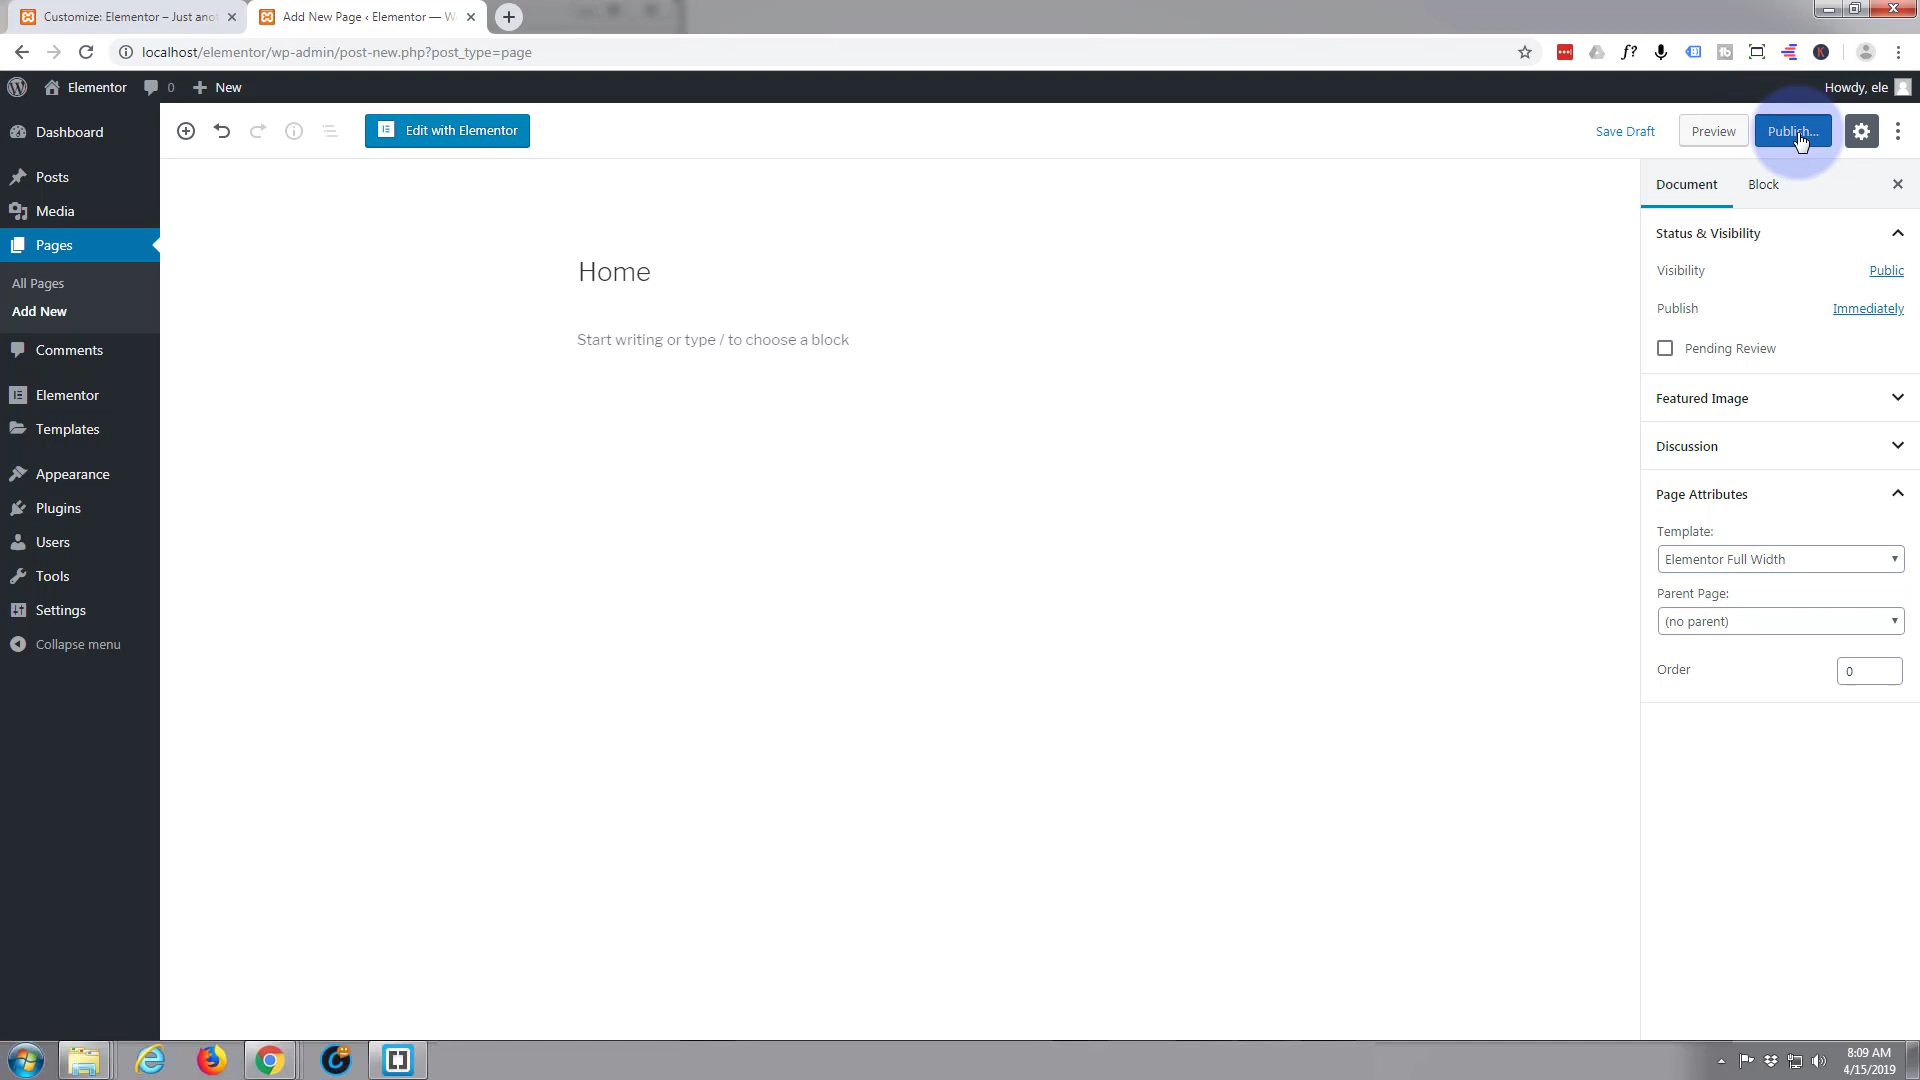 Customize: Elementor – Just ano
Add New Page ‹ Elementor — W
localhost/elementor/wp-admin/post-new.php?post_type=page
Elementor
0
New
Howdy, ele
Dashboard
Posts
Media
Pages
All Pages
Add New
Comments
Elementor
Templates
Appearance
Plugins
Users
Tools
Settings
Collapse menu
Edit with Elementor
Save Draft
Preview
Publish...
Home
Start writing or type / to choose a block
Document
Block
Status & Visibility
Visibility
Public
Publish
Immediately
Pending Review
Featured Image
Discussion
Page Attributes
Template:
Elementor Full Width
Parent Page:
(no parent)
Order
0
8:09 AM
4/15/2019